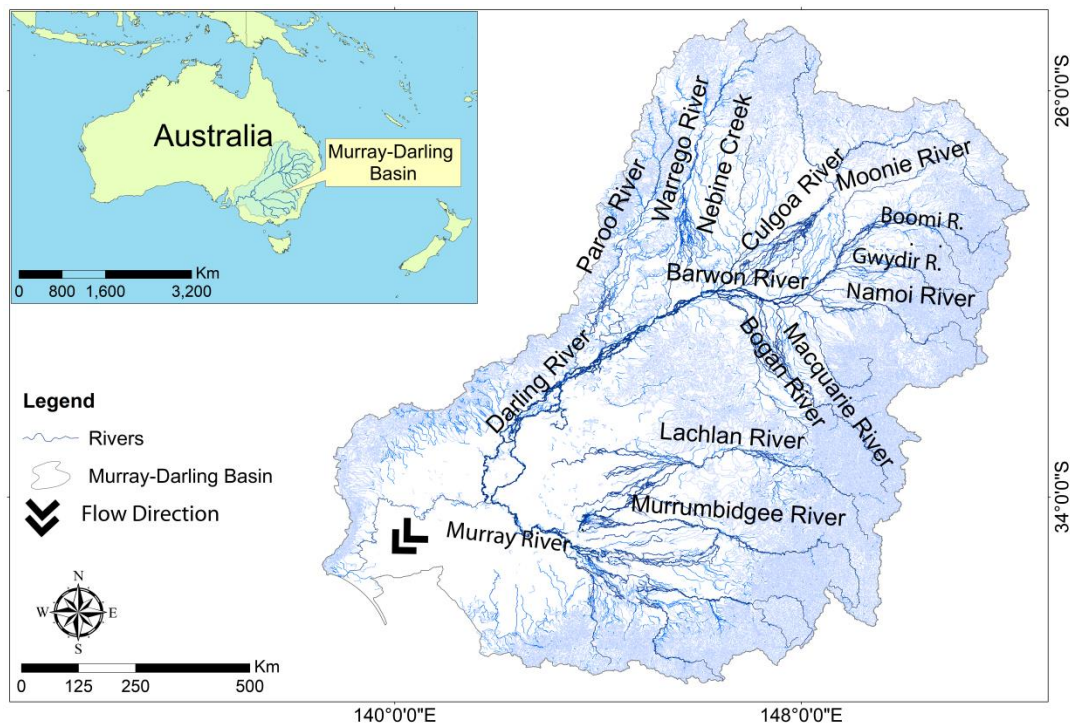 Australia
Murray-Darling
Basin
Km
0 800 1,600 3,200
Paroo River
Warrego River
Nebine Creek
Culgoa River
Moonie River
Boomi R.
Gwydir R.
Namoi River
Barwon River
Darling River
Bogan River
Macquarie River
Lachlan River
Murrumbidgee River
Murray River
26°0'0"S
34°0'0"S
Legend
Rivers
Murray-Darling Basin
Flow Direction
N
W E
S
Km
0 125 250 500
140°0'0"E 148°0'0"E